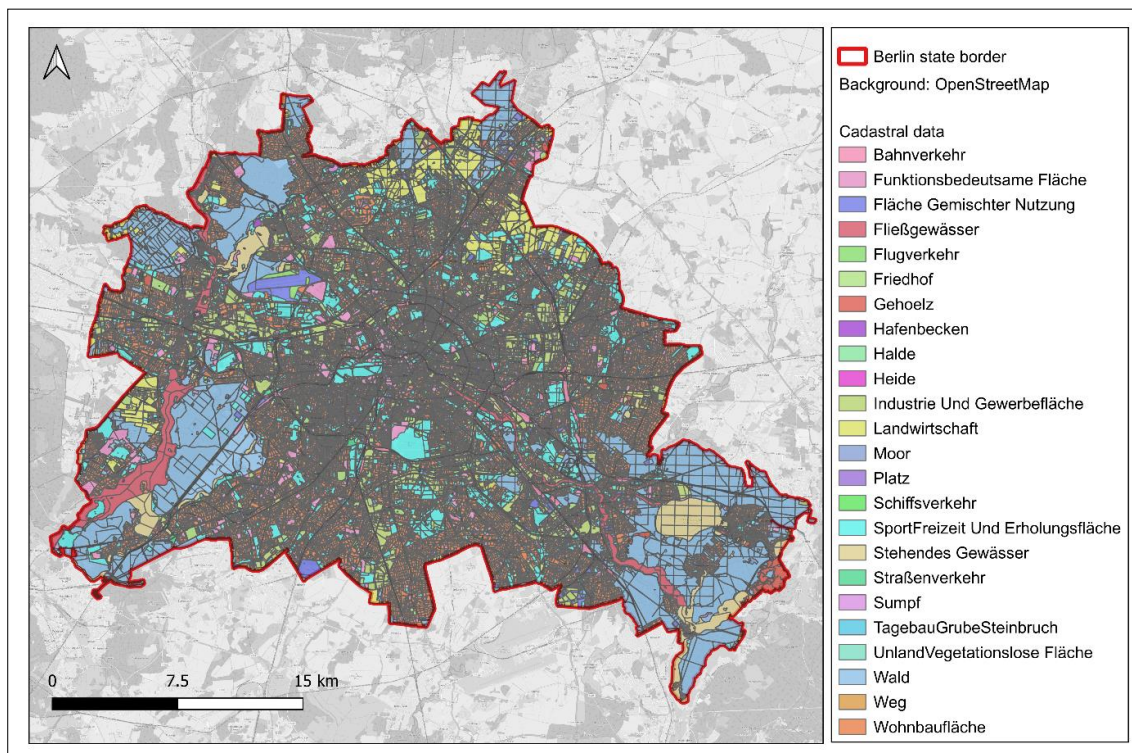 Berlin state border
Background: OpenStreetMap
Cadastral data
Bahnverkehr
Funktionsbedeutsame Fläche
Fläche Gemischter Nutzung
Fließgewässer
Flugverkehr
Friedhof
Gehoelz
Hafenbecken
Halde
Heide
Industrie Und Gewerbefläche
Landwirtschaft
Moor
Platz
Schiffsverkehr
SportFreizeit Und Erholungsfläche
Stehendes Gewässer
Straßenverkehr
Sumpf
TagebauGrubeSteinbruch
UnlandVegetationslose Fläche
Wald
Weg
Wohnbaufläche
0 7.5 15 km